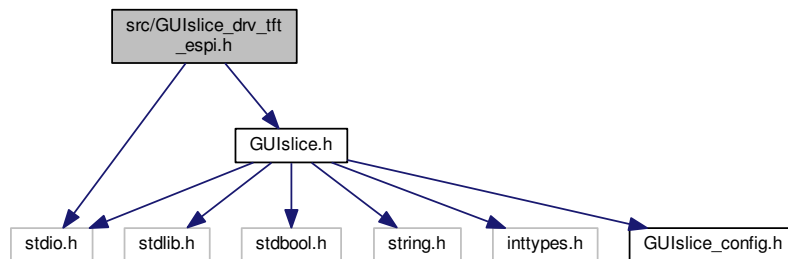 src/GUIslice_drv_tft
_espi.h
GUIslice.h
stdio.h
stdlib.h
stdbool.h
string.h
inttypes.h
GUIslice_config.h